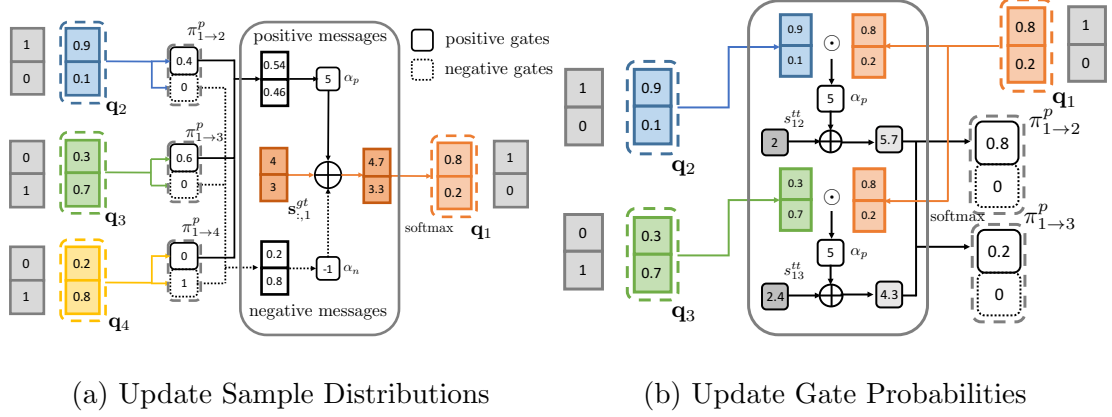 positive messages
positive gates
negative gates
1
0
0.9
0.1
q₂
π^p_{1→2}
0.4
0
0.54
0.46
5
α_p
0
1
0.3
0.7
q₃
π^p_{1→3}
0.6
0
4
3
s^{gt}_{:,1}
4.7
3.3
softmax
0.8
0.2
q₁
1
0
0
1
0.2
0.8
q₄
π^p_{1→4}
0
1
0.2
0.8
-1
α_n
negative messages
(a) Update Sample Distributions
1
0
0.9
0.1
q₂
0.9
0.1
⊙
0.8
0.2
5
α_p
s^{tt}_{12}
2
5.7
0.8
0.2
q₁
1
0
π^p_{1→2}
0.8
0
0
1
0.3
0.7
q₃
0.3
0.7
⊙
0.8
0.2
5
α_p
s^{tt}_{13}
2.4
4.3
softmax
π^p_{1→3}
0.2
0
(b) Update Gate Probabilities